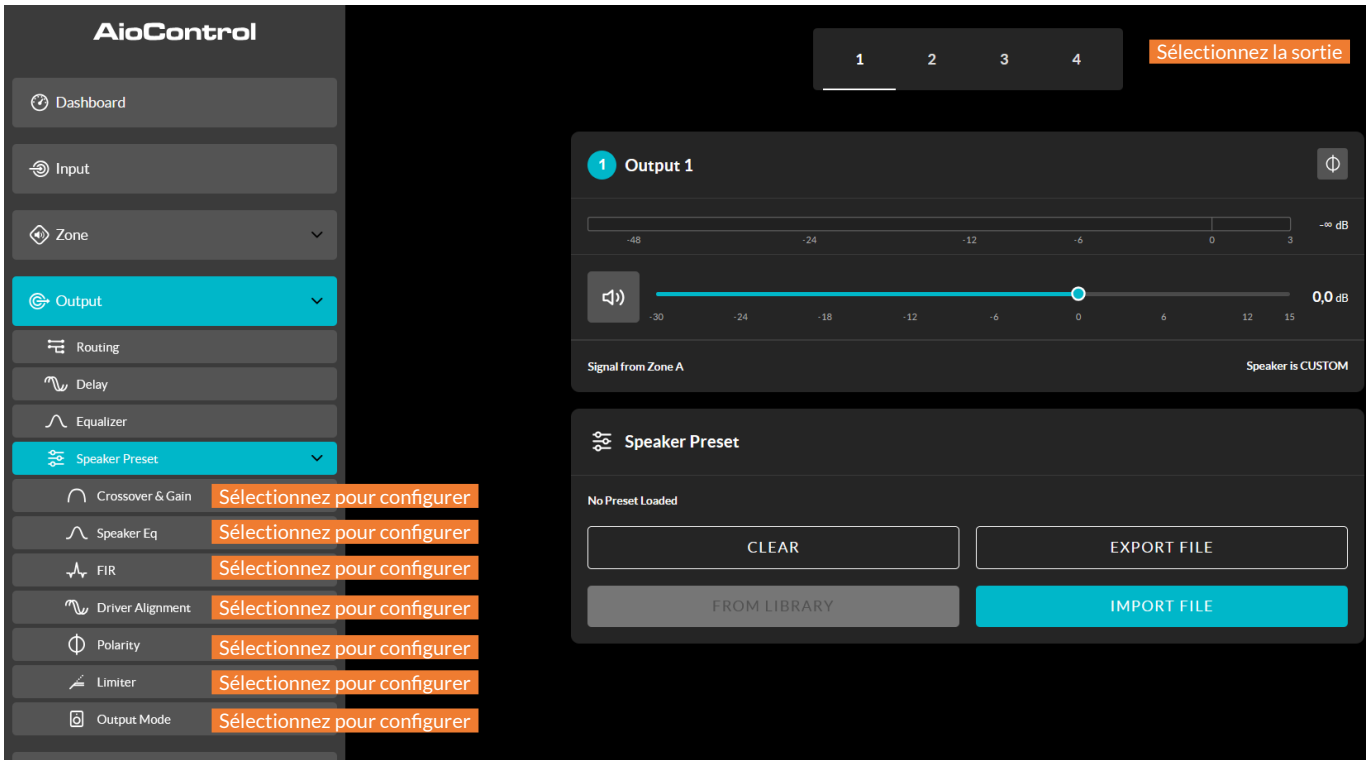 AioControl
Dashboard
Input
Zone
Output
Routing
Delay
Equalizer
Speaker Preset
Crossover & Gain Sélectionnez pour configurer
Speaker Eq Sélectionnez pour configurer
FIR Sélectionnez pour configurer
Driver Alignment Sélectionnez pour configurer
Polarity Sélectionnez pour configurer
Limiter Sélectionnez pour configurer
Output Mode Sélectionnez pour configurer
1 2 3 4 Sélectionnez la sortie
1 Output 1
-∞ dB
-48 -24 -12 -6 0 3
0,0 dB
-30 -24 -18 -12 -6 0 6 12 15
Signal from Zone A Speaker is CUSTOM
Speaker Preset
No Preset Loaded
CLEAR EXPORT FILE
FROM LIBRARY IMPORT FILE